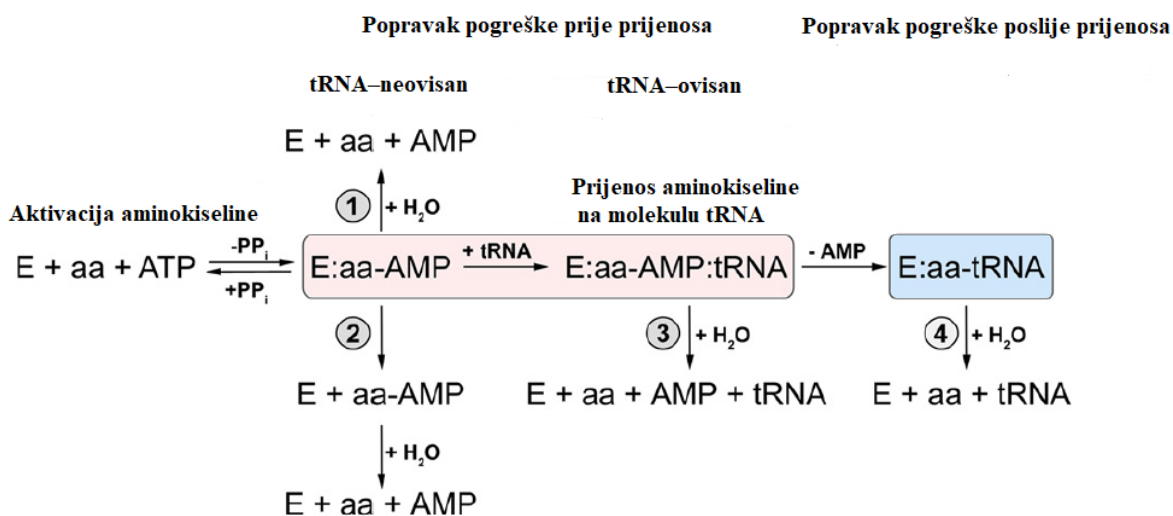 Popravak pogreške prije prijenosa
Popravak pogreške poslije prijenosa
tRNA–neovisan
tRNA–ovisan
E + aa + AMP
1
+ H₂O
Prijenos aminokiseline
na molekulu tRNA
Aktivacija aminokiseline
E + aa + ATP
-PPᵢ
+PPᵢ
E:aa-AMP
+ tRNA
E:aa-AMP:tRNA
- AMP
E:aa-tRNA
2
3
+ H₂O
4
+ H₂O
E + aa-AMP
E + aa + AMP + tRNA
E + aa + tRNA
+ H₂O
E + aa + AMP